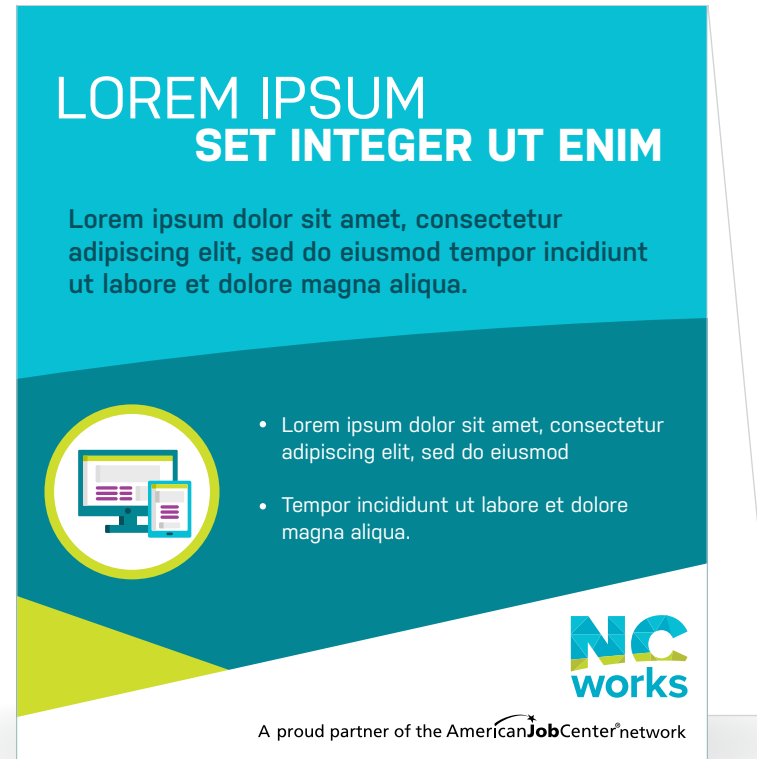 LOREM IPSUM
SET INTEGER UT ENIM
Lorem ipsum dolor sit amet, consectetur
adipiscing elit, sed do eiusmod tempor incidiunt
ut labore et dolore magna aliqua.
• Lorem ipsum dolor sit amet, consectetur
adipiscing elit, sed do eiusmod
• Tempor incididunt ut labore et dolore
magna aliqua.
NC
works
A proud partner of the AmericanJobCenter® network